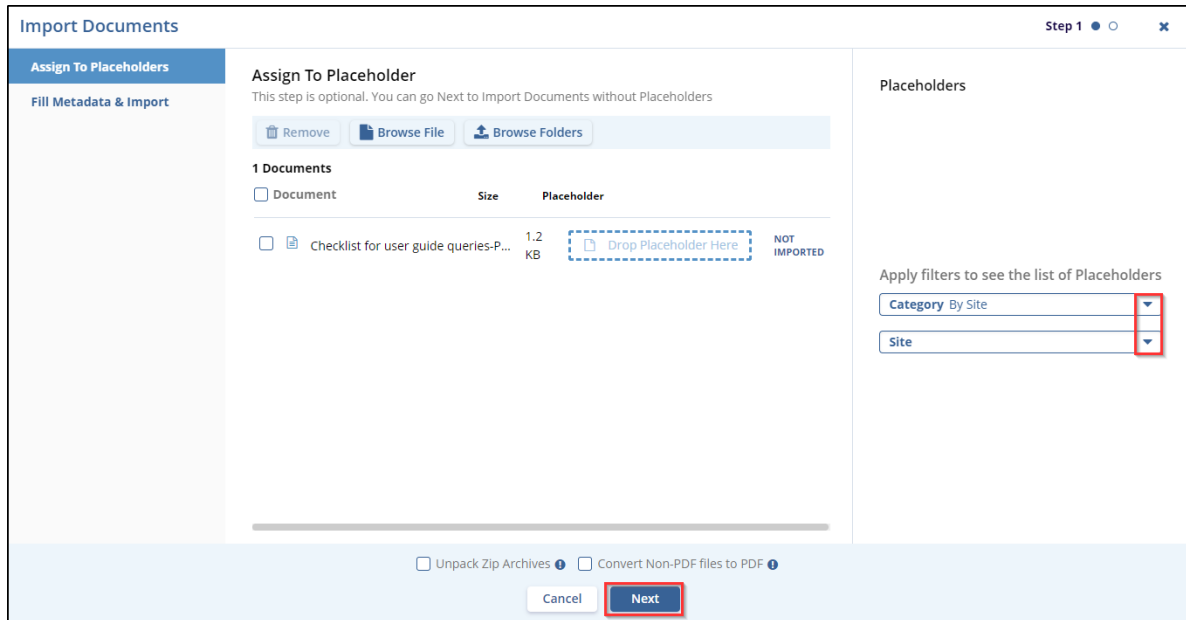 Import Documents
Step 1
Assign To Placeholders
Fill Metadata & Import
Assign To Placeholder
This step is optional. You can go Next to Import Documents without Placeholders
Remove Browse File Browse Folders
1 Documents
Document Size Placeholder
Checklist for user guide queries-P... 1.2 KB Drop Placeholder Here NOT IMPORTED
Placeholders
Apply filters to see the list of Placeholders
Category By Site
Site
Unpack Zip Archives Convert Non-PDF files to PDF
Cancel Next